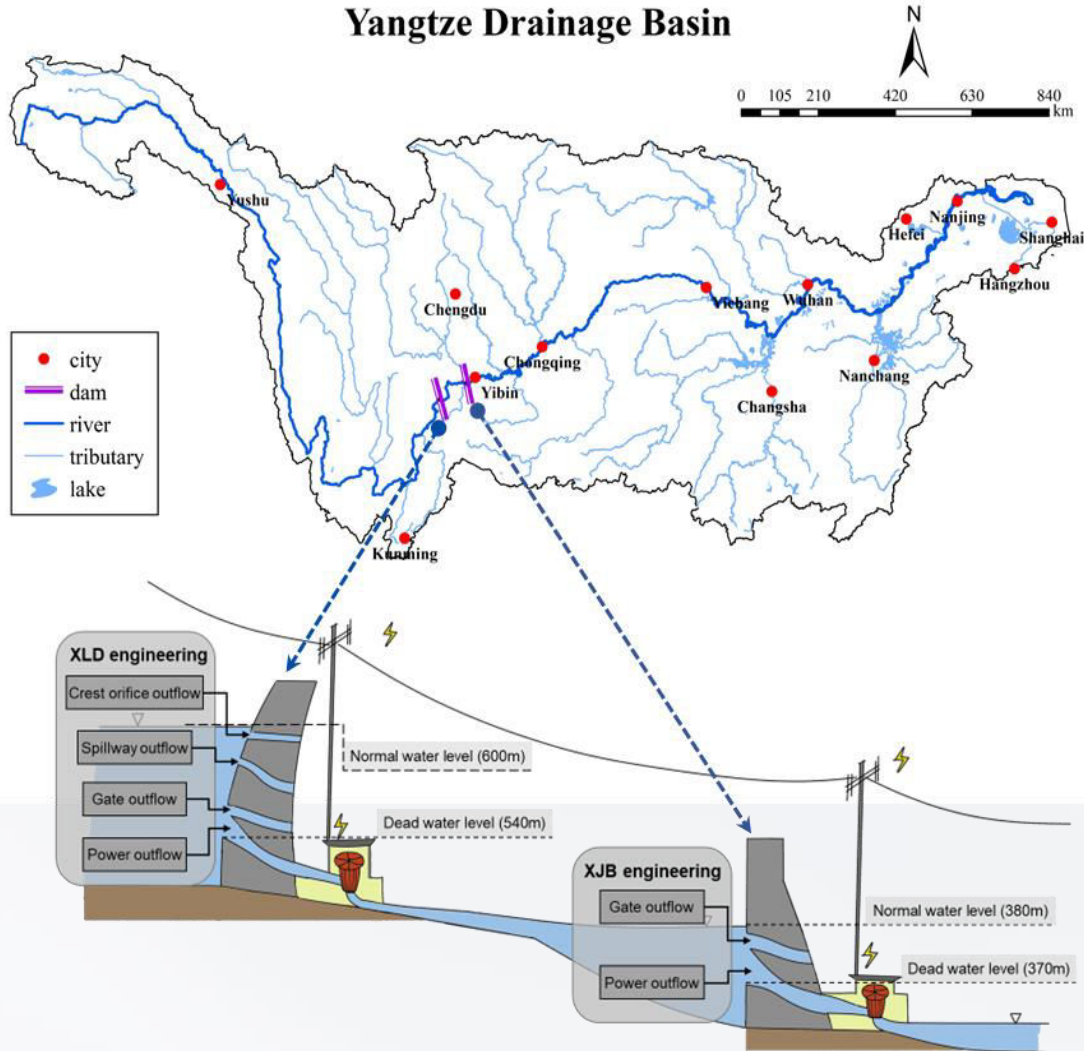 Yangtze Drainage Basin
N
0 105 210 420 630 840
km
Yushu
Nanjing
Hefei
Shanghai
Hangzhou
Chengdu
Yichang
Wuhan
Chongqing
Nanchang
Yibin
Changsha
Kunming
city
dam
river
tributary
lake
XLD engineering
Crest orifice outflow
Spillway outflow
Gate outflow
Power outflow
Normal water level (600m)
Dead water level (540m)
XJB engineering
Gate outflow
Power outflow
Normal water level (380m)
Dead water level (370m)